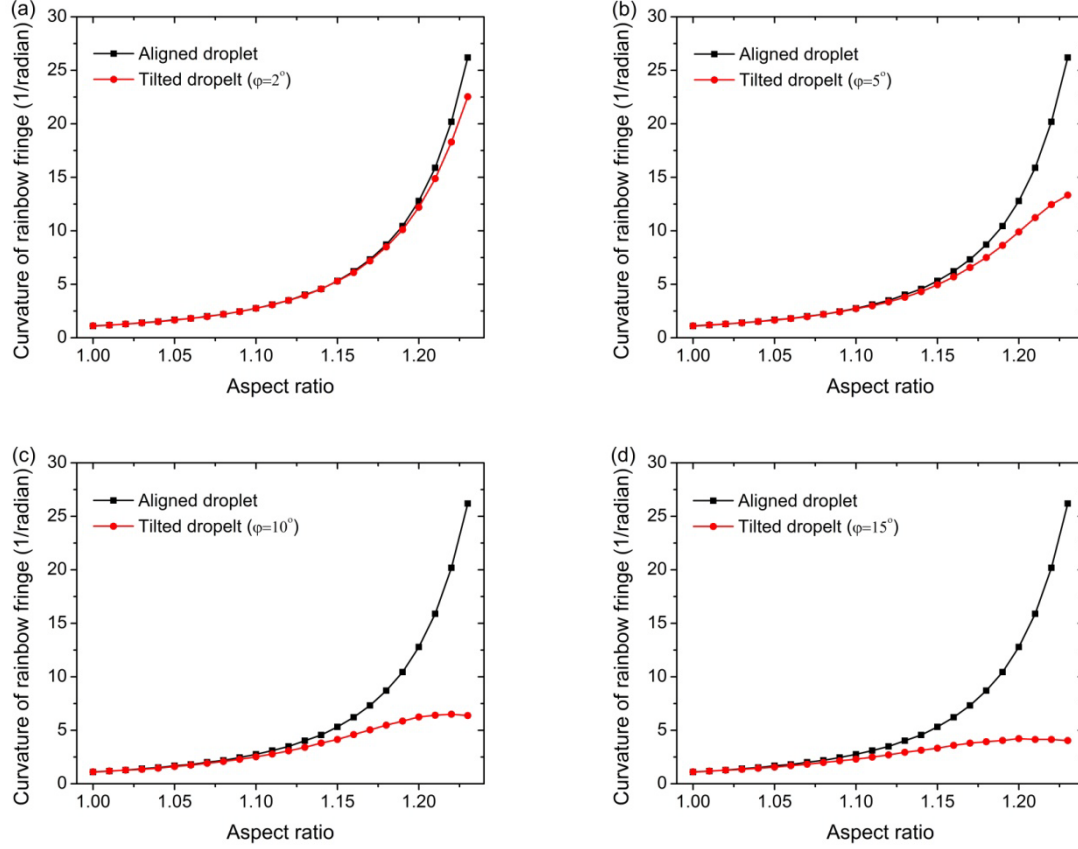 (a)
30
25
20
15
10
5
0
Curvature of rainbow fringe (1/radian)
Aligned droplet
Tilted dropelt (φ=2°)
1.00 1.05 1.10 1.15 1.20
Aspect ratio
(b)
30
25
20
15
10
5
0
Curvature of rainbow fringe (1/radian)
Aligned droplet
Tilted dropelt (φ=5°)
1.00 1.05 1.10 1.15 1.20
Aspect ratio
(c)
30
25
20
15
10
5
0
Curvature of rainbow fringe (1/radian)
Aligned droplet
Tilted dropelt (φ=10°)
1.00 1.05 1.10 1.15 1.20
Aspect ratio
(d)
30
25
20
15
10
5
0
Curvature of rainbow fringe (1/radian)
Aligned droplet
Tilted dropelt (φ=15°)
1.00 1.05 1.10 1.15 1.20
Aspect ratio